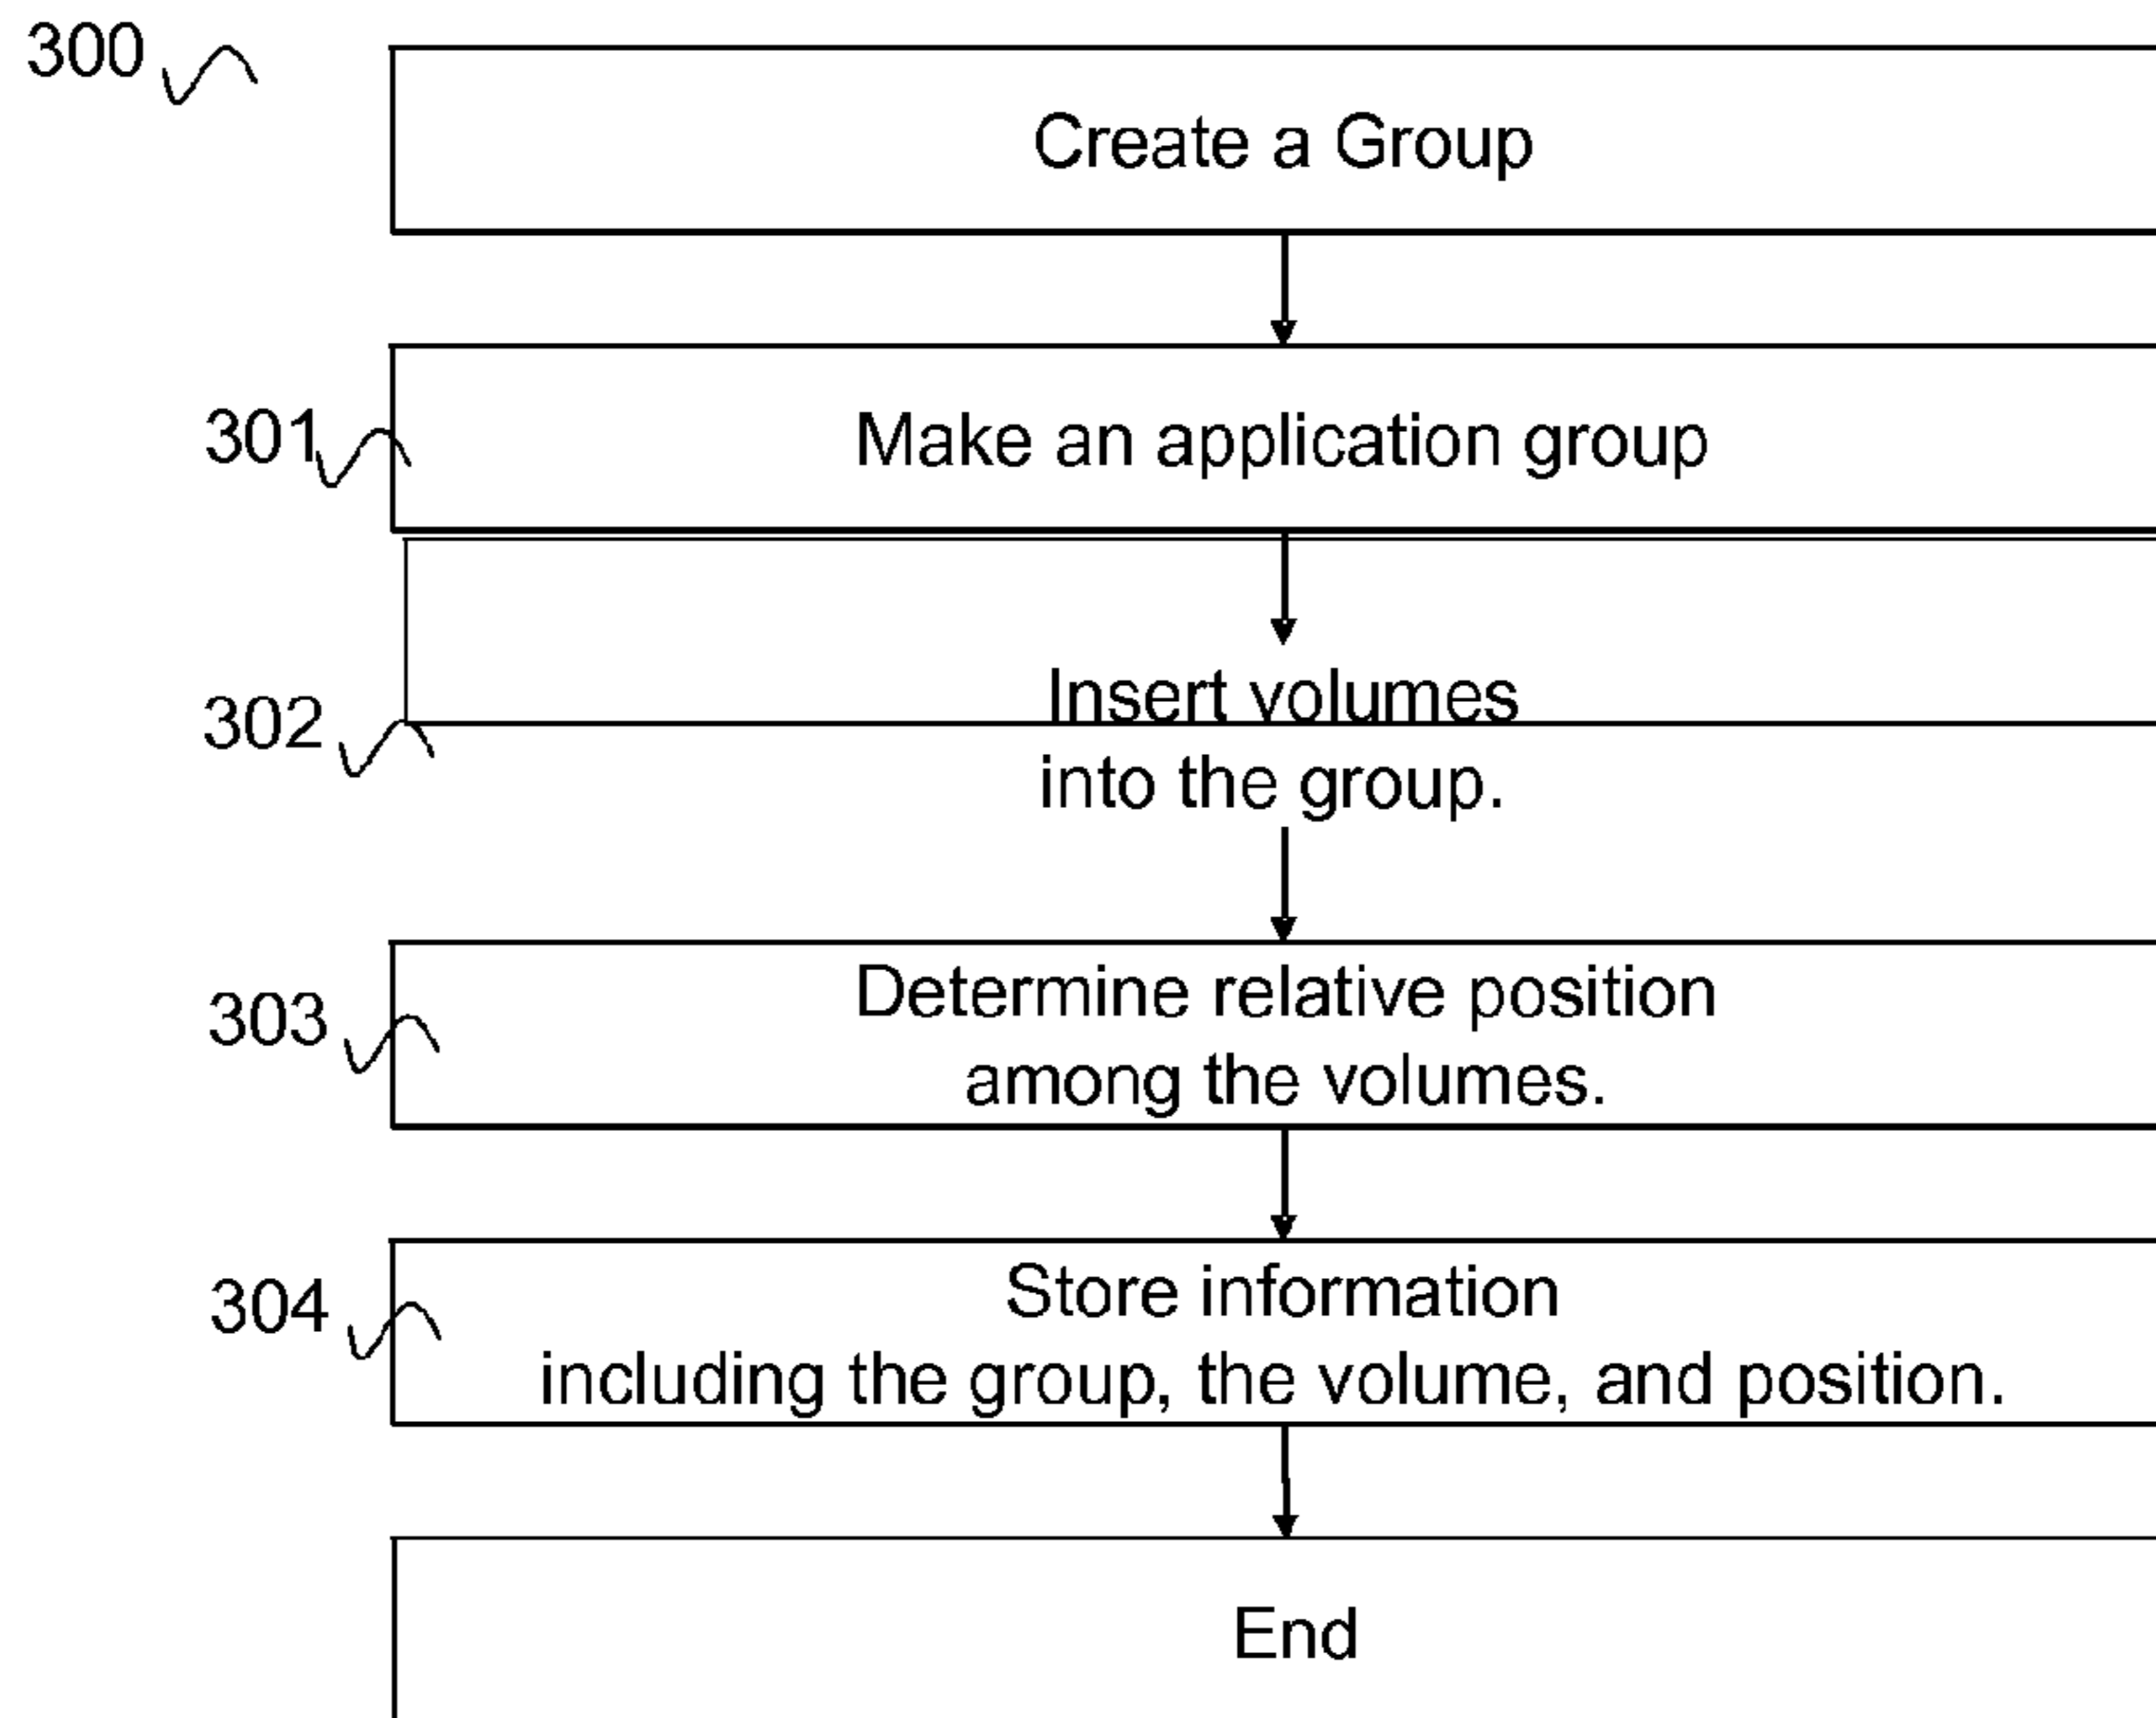 300
Create a Group
301
Make an application group
302
Insert volumes
into the group.
303
Determine relative position
among the volumes.
304
Store information
including the group, the volume, and position.
End